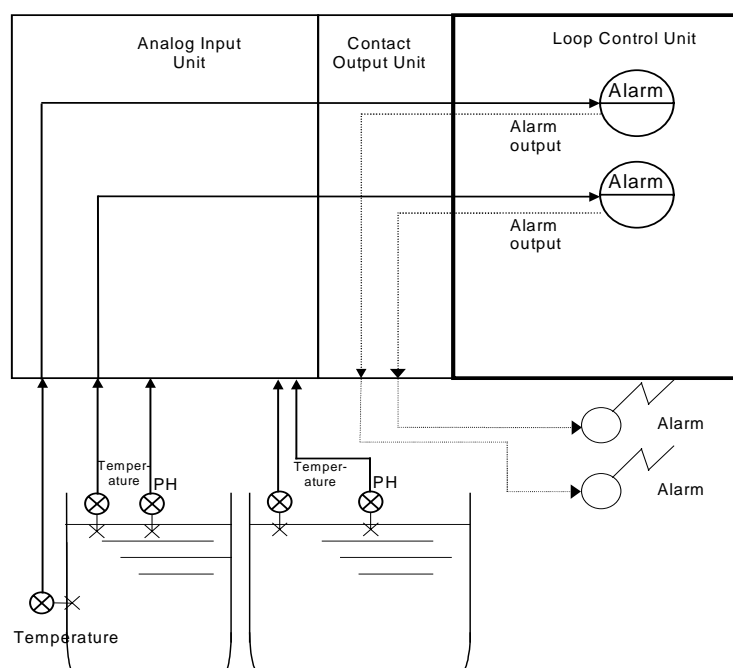 Analog Input
Unit
Contact
Output Unit
Loop Control Unit
Alarm
Alarm
output
Alarm
Alarm
output
Alarm
Alarm
Temper-
ature
PH
Temper-
ature
PH
Temperature